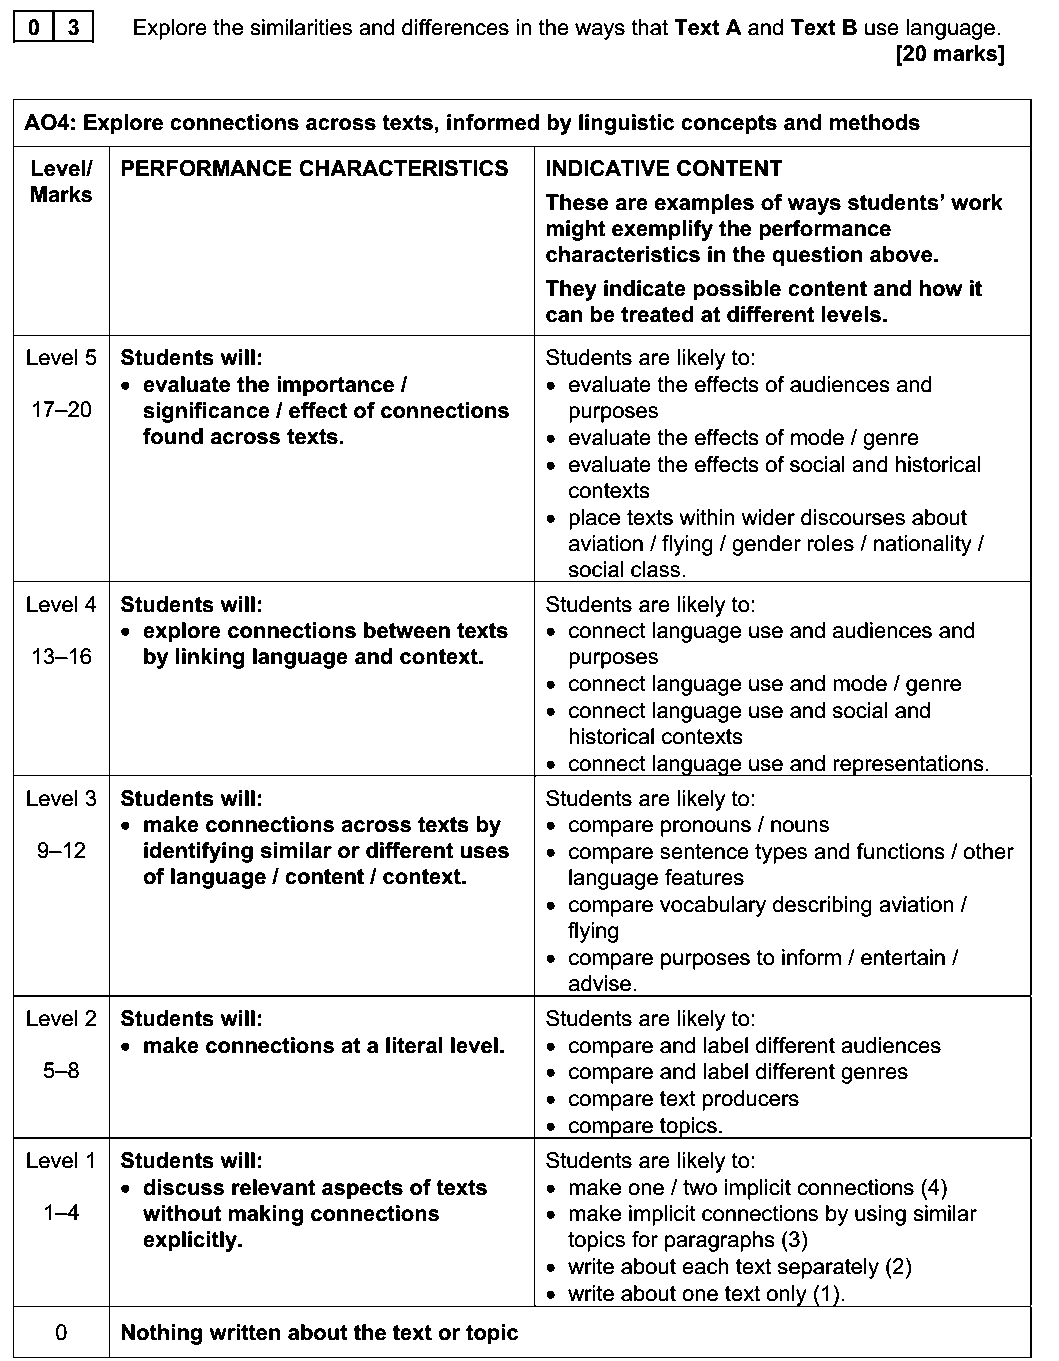 0 3 Explore the similarities and differences in the ways that Text A and Text B use language.
[20 marks]
AO4: Explore connections across texts, informed by linguistic concepts and methods
Level/
Marks
PERFORMANCE CHARACTERISTICS
INDICATIVE CONTENT
These are examples of ways students' work
might exemplify the performance
characteristics in the question above.
They indicate possible content and how it
can be treated at different levels.
Level 5
17–20
Students will:
• evaluate the importance /
significance / effect of connections
found across texts.
Students are likely to:
• evaluate the effects of audiences and
purposes
• evaluate the effects of mode / genre
• evaluate the effects of social and historical
contexts
• place texts within wider discourses about
aviation / flying / gender roles / nationality /
social class.
Level 4
13–16
Students will:
• explore connections between texts
by linking language and context.
Students are likely to:
• connect language use and audiences and
purposes
• connect language use and mode / genre
• connect language use and social and
historical contexts
• connect language use and representations.
Level 3
9–12
Students will:
• make connections across texts by
identifying similar or different uses
of language / content / context.
Students are likely to:
• compare pronouns / nouns
• compare sentence types and functions / other
language features
• compare vocabulary describing aviation /
flying
• compare purposes to inform / entertain /
advise.
Level 2
5–8
Students will:
• make connections at a literal level.
Students are likely to:
• compare and label different audiences
• compare and label different genres
• compare text producers
• compare topics.
Level 1
1–4
Students will:
• discuss relevant aspects of texts
without making connections
explicitly.
Students are likely to:
• make one / two implicit connections (4)
• make implicit connections by using similar
topics for paragraphs (3)
• write about each text separately (2)
• write about one text only (1).
0
Nothing written about the text or topic